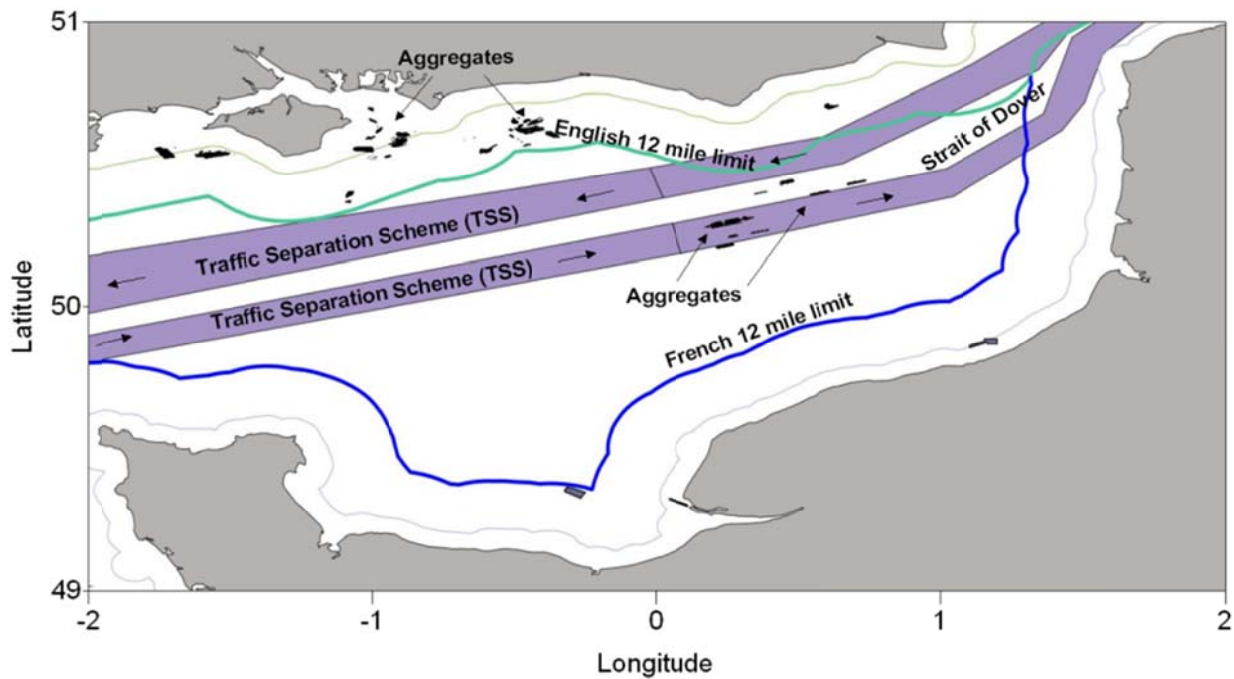 51
Aggregates
English 12 mile limit
Strait of Dover
Traffic Separation Scheme (TSS)
Traffic Separation Scheme (TSS)
Aggregates
French 12 mile limit
50
Latitude
49
-2 -1 0 1 2
Longitude